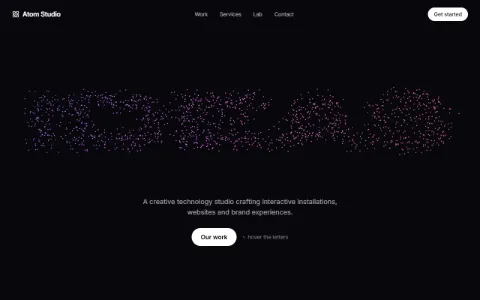 Atom Studio
Work
Services
Lab
Contact
Get started
IDEAS
A creative technology studio crafting interactive installations,
websites and brand experiences.
Our work
hover the letters